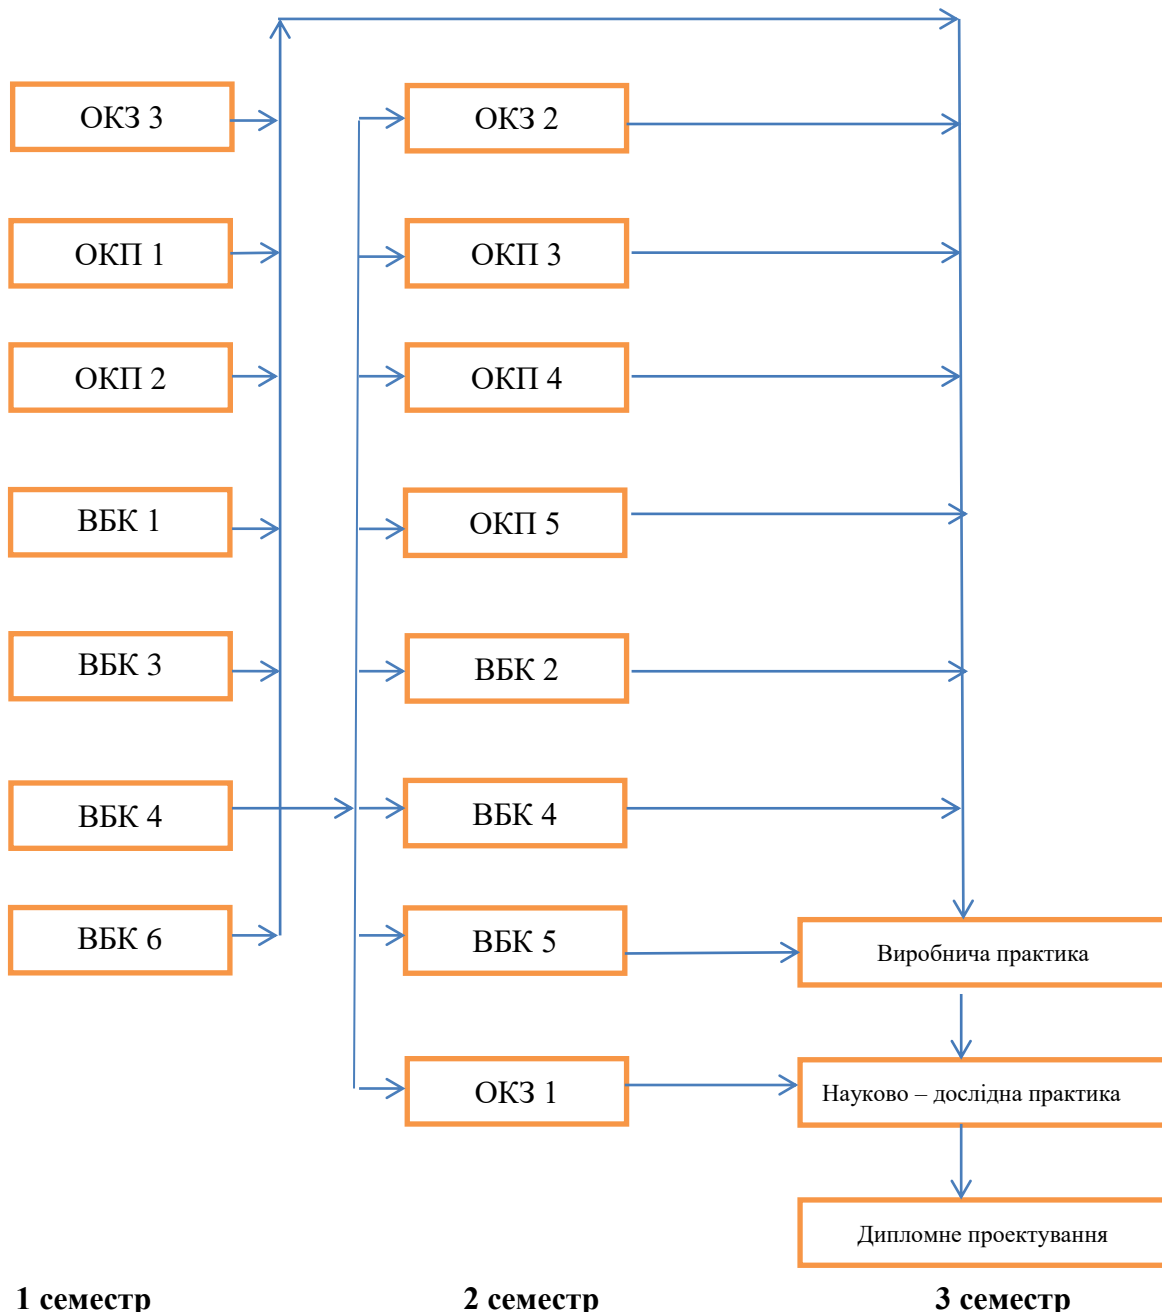 ОКЗ 3
ОКЗ 2
ОКП 1
ОКП 3
ОКП 2
ОКП 4
ВБК 1
ОКП 5
ВБК 3
ВБК 2
ВБК 4
ВБК 4
ВБК 6
ВБК 5
Виробнича практика
ОКЗ 1
Науково – дослідна практика
Дипломне проектування
1 семестр
2 семестр
3 семестр